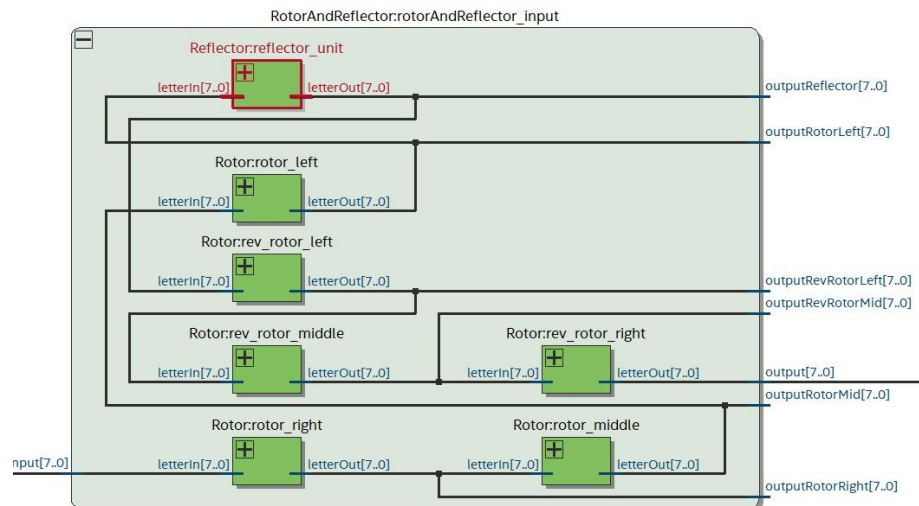 RotorAndReflector:rotorAndReflector_input
Reflector:reflector_unit
letterIn[7..0] letterOut[7..0] outputReflector[7..0]
outputRotorLeft[7..0]
Rotor:rotor_left
letterIn[7..0] letterOut[7..0]
Rotor:rev_rotor_left
letterIn[7..0] letterOut[7..0] outputRevRotorLeft[7..0]
outputRevRotorMid[7..0]
Rotor:rev_rotor_middle Rotor:rev_rotor_right
letterIn[7..0] letterOut[7..0] letterIn[7..0] letterOut[7..0] output[7..0]
outputRotorMid[7..0]
Rotor:rotor_right Rotor:rotor_middle
nput[7..0] letterIn[7..0] letterOut[7..0] letterIn[7..0] letterOut[7..0]
outputRotorRight[7..0]